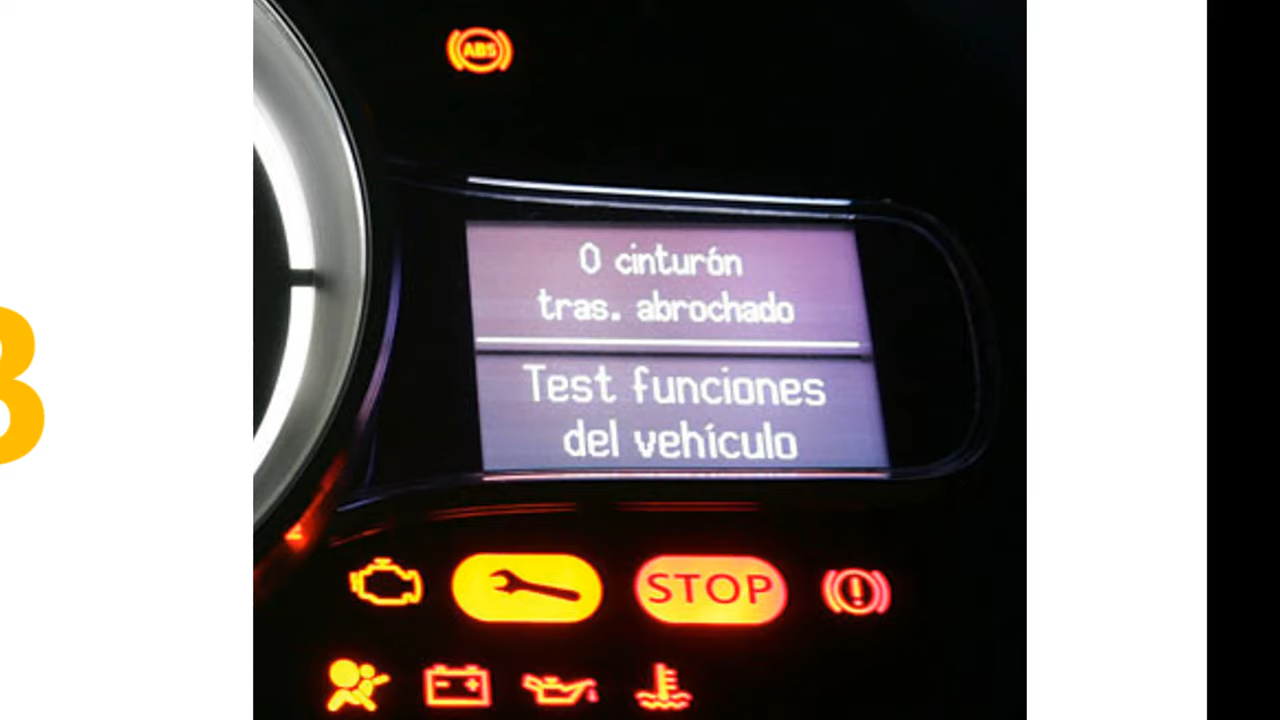 ABS
0 cinturón
tras. abrochado
Test funciones
del vehículo
STOP